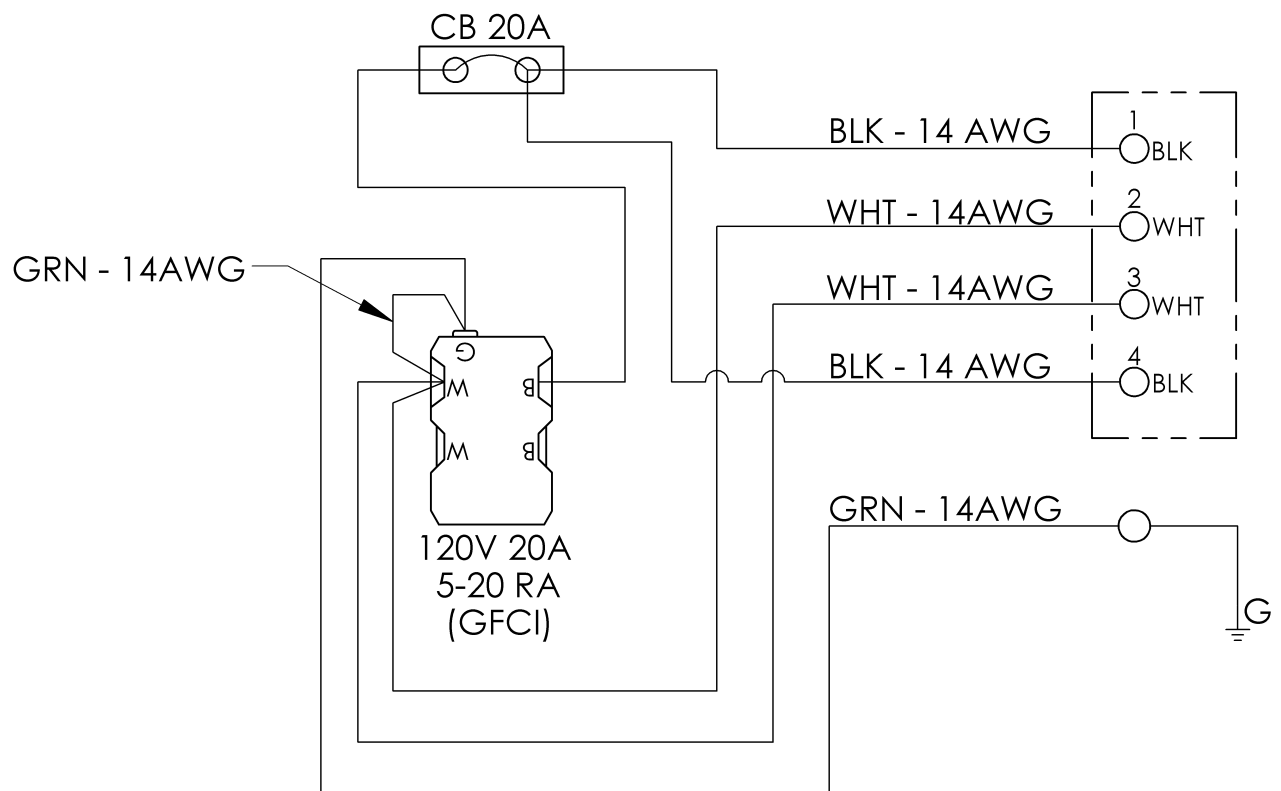 CB 20A
1
BLK - 14 AWG
BLK
2
WHT - 14AWG
WHT
GRN - 14AWG
3
WHT - 14AWG
WHT
G
4
BLK - 14 AWG
BLK
W
B
W
B
GRN - 14AWG
120V 20A
5-20 RA
(GFCI)
G